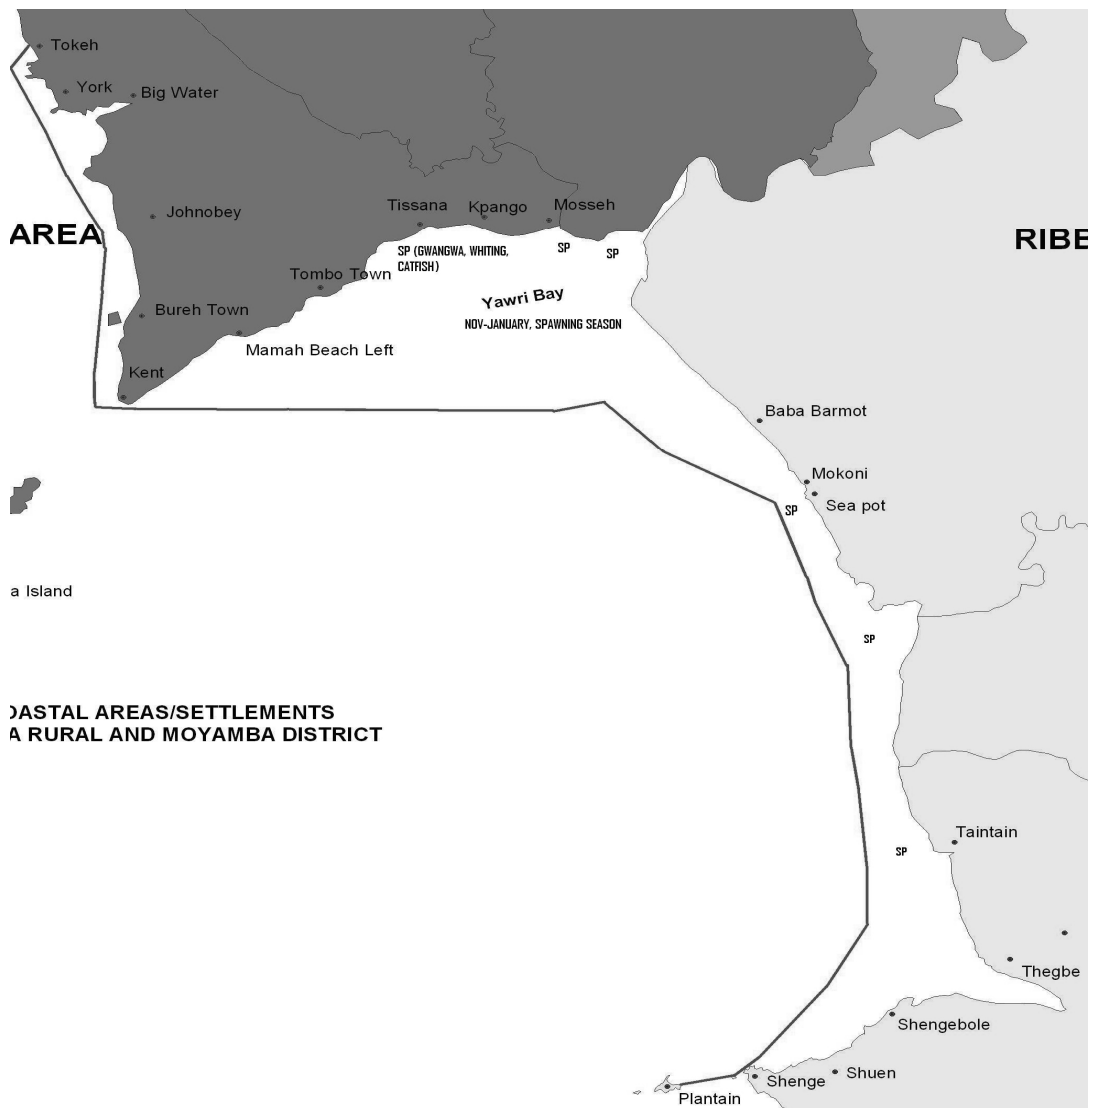 Tokeh
York
Big Water
Johnobey
Tissana
Kpango
Mosseh
AREA
RIBE
SP (GWANGWA, WHITING,
CATFISH)
SP
SP
Tombo Town
Yawri Bay
NOV-JANUARY, SPAWNING SEASON
Bureh Town
Mamah Beach Left
Kent
Baba Barmot
Mokoni
Sea pot
SP
a Island
SP
OASTAL AREAS/SETTLEMENTS
A RURAL AND MOYAMBA DISTRICT
Taintain
SP
Thegbe
Shengebole
Shuen
Shenge
Plantain